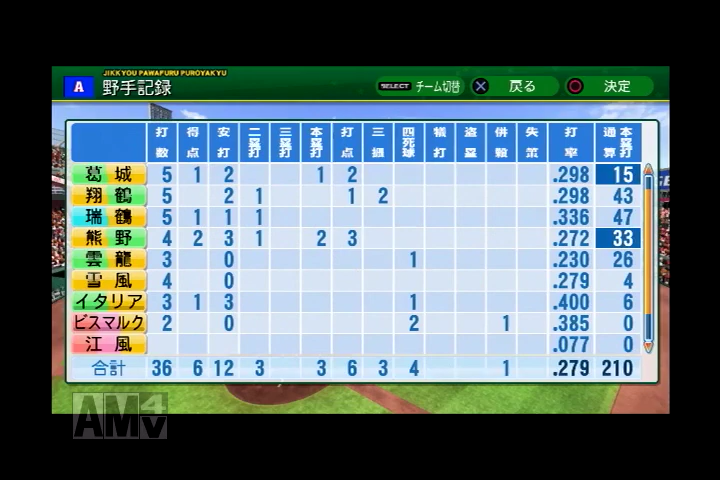 JIKKYOU PAWAFURU PUROYAKYU
A 野手記録 SELECT チーム切替 戻る 決定
打数 得点 安打 二塁打 三塁打 本塁打 打点 三振 四死球 犠打 盗塁 併殺 失策 打率 通算本塁打
葛城 5 1 2 1 2 .298 15
翔鶴 5 2 1 1 2 .298 43
瑞鶴 5 1 1 1 .336 47
熊野 4 2 3 1 2 3 .272 33
雲龍 3 0 1 .230 26
雪風 4 0 .279 4
イタリア 3 1 3 1 .400 6
ビスマルク 2 0 2 1 .385 0
江風 0 .077 0
合計 36 6 12 3 3 6 3 4 1 .279 210
AM4v